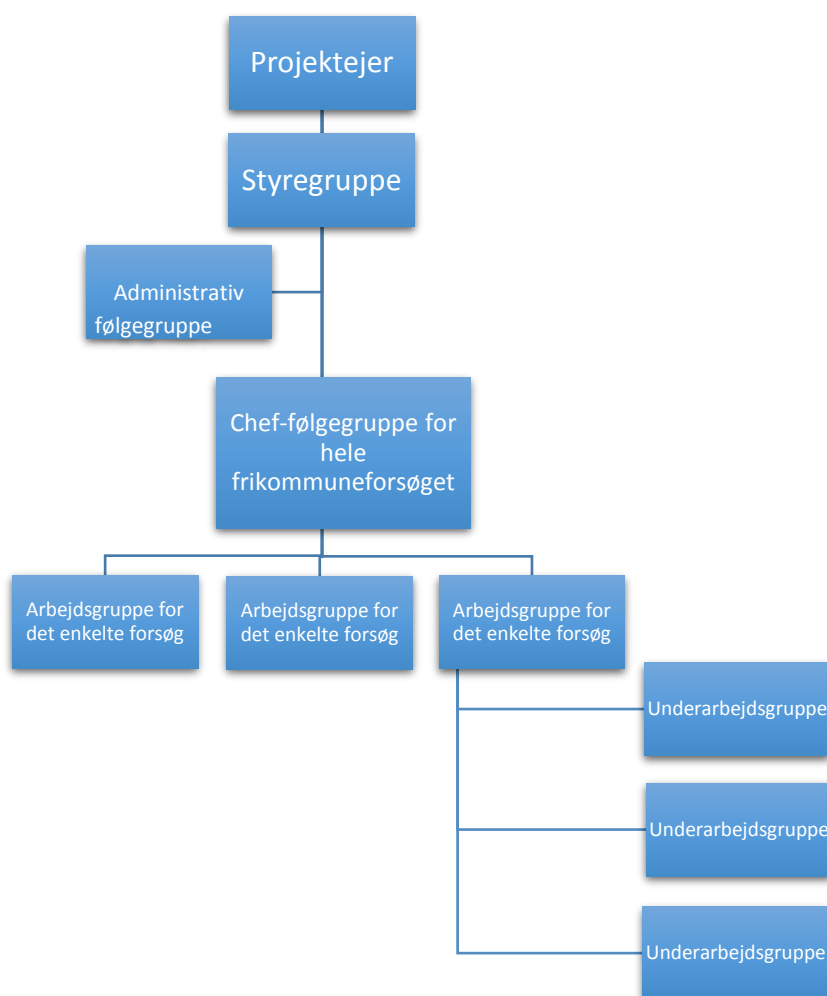 Projektejer
Styregruppe
Administrativ
følgegruppe
Chef-følgegruppe for
hele
frikommuneforsøget
Arbejdsgruppe for
det enkelte forsøg
Arbejdsgruppe for
det enkelte forsøg
Arbejdsgruppe for
det enkelte forsøg
Underarbejdsgruppe
Underarbejdsgruppe
Underarbejdsgruppe